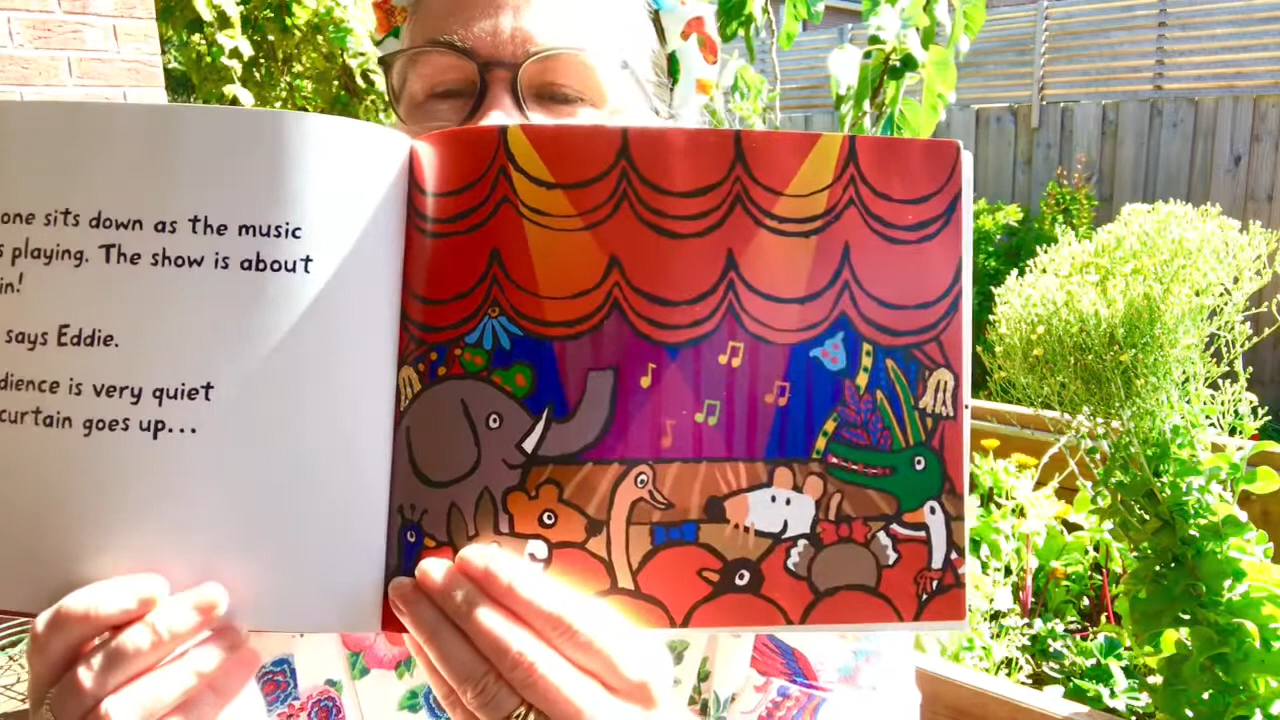 one sits down as the music
s playing. The show is about
in!
says Eddie.
dience is very quiet
curtain goes up...